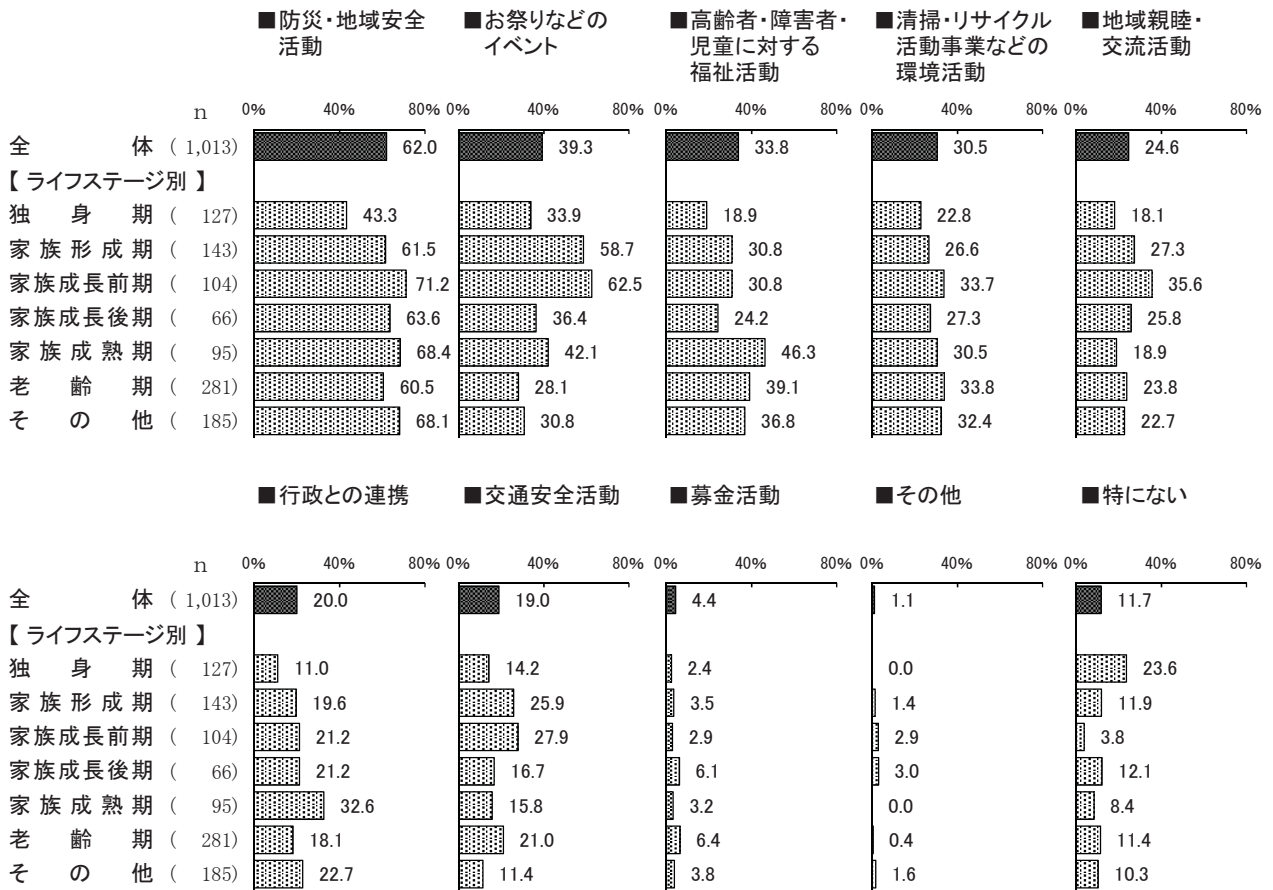 ■防災・地域安全活動 ■お祭りなどのイベント ■高齢者・障害者・児童に対する福祉活動 ■清掃・リサイクル活動事業などの環境活動 ■地域親睦・交流活動
n 0% 40% 80% 0% 40% 80% 0% 40% 80% 0% 40% 80% 0% 40% 80%
全体 (1,013) 62.0 39.3 33.8 30.5 24.6
【ライフステージ別】
独身期 (127) 43.3 33.9 18.9 22.8 18.1
家族形成期 (143) 61.5 58.7 30.8 26.6 27.3
家族成長前期 (104) 71.2 62.5 30.8 33.7 35.6
家族成長後期 (66) 63.6 36.4 24.2 27.3 25.8
家族成熟期 (95) 68.4 42.1 46.3 30.5 18.9
老齢期 (281) 60.5 28.1 39.1 33.8 23.8
その他 (185) 68.1 30.8 36.8 32.4 22.7
■行政との連携 ■交通安全活動 ■募金活動 ■その他 ■特にない
n 0% 40% 80% 0% 40% 80% 0% 40% 80% 0% 40% 80% 0% 40% 80%
全体 (1,013) 20.0 19.0 4.4 1.1 11.7
【ライフステージ別】
独身期 (127) 11.0 14.2 2.4 0.0 23.6
家族形成期 (143) 19.6 25.9 3.5 1.4 11.9
家族成長前期 (104) 21.2 27.9 2.9 2.9 3.8
家族成長後期 (66) 21.2 16.7 6.1 3.0 12.1
家族成熟期 (95) 32.6 15.8 3.2 0.0 8.4
老齢期 (281) 18.1 21.0 6.4 0.4 11.4
その他 (185) 22.7 11.4 3.8 1.6 10.3